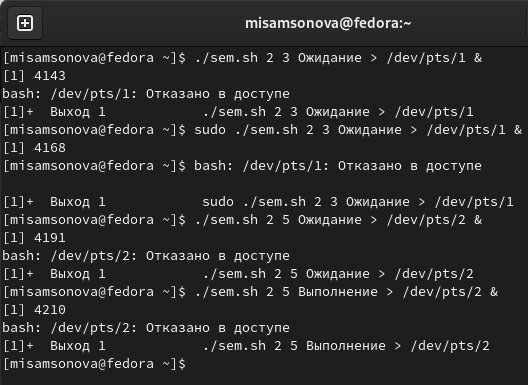 misamsonova@fedora:~
[misamsonova@fedora ~]$ ./sem.sh 2 3 Ожидание > /dev/pts/1 &
[1] 4143
bash: /dev/pts/1: Отказано в доступе
[1]+  Выход 1            ./sem.sh 2 3 Ожидание > /dev/pts/1
[misamsonova@fedora ~]$ sudo ./sem.sh 2 3 Ожидание > /dev/pts/1 &
[1] 4168
[misamsonova@fedora ~]$ bash: /dev/pts/1: Отказано в доступе
[1]+  Выход 1            sudo ./sem.sh 2 3 Ожидание > /dev/pts/1
[misamsonova@fedora ~]$ ./sem.sh 2 5 Ожидание > /dev/pts/2 &
[1] 4191
bash: /dev/pts/2: Отказано в доступе
[1]+  Выход 1            ./sem.sh 2 5 Ожидание > /dev/pts/2
[misamsonova@fedora ~]$ ./sem.sh 2 5 Выполнение > /dev/pts/2 &
[1] 4210
bash: /dev/pts/2: Отказано в доступе
[1]+  Выход 1            ./sem.sh 2 5 Выполнение > /dev/pts/2
[misamsonova@fedora ~]$